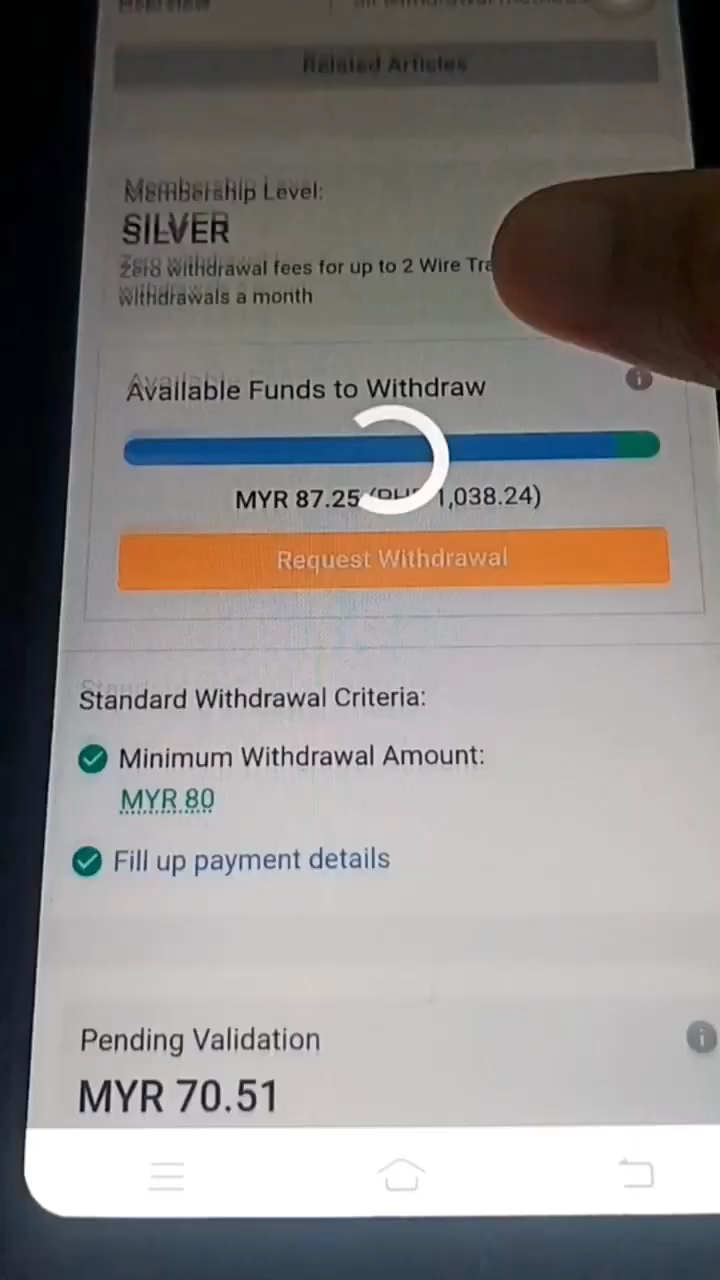 Related Articles
Membership Level:
SILVER
Zero withdrawal fees for up to 2 Wire
withdrawals a month
Available Funds to Withdraw
MYR 87.25 1,038.24)
Request Withdrawal
Standard Withdrawal Criteria:
Minimum Withdrawal Amount:
MYR 80
Fill up payment details
Pending Validation
MYR 70.51